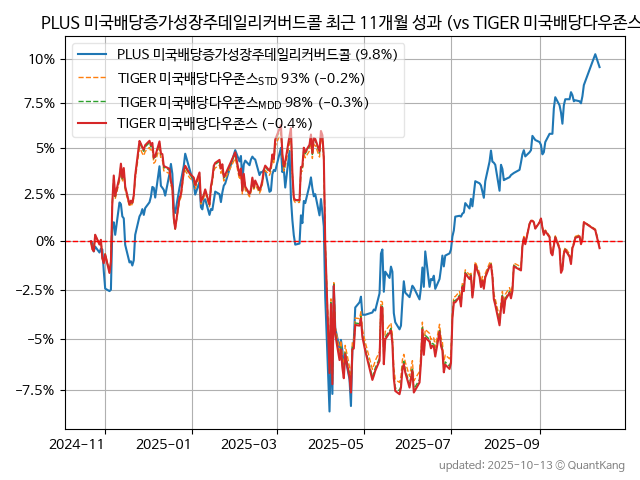 PLUS 미국배당증가성장주데일리커버드콜 최근 11개월 성과 (vs TIGER 미국배당다우존스
PLUS 미국배당증가성장주데일리커버드콜 (9.8%)
TIGER 미국배당다우존스STD 93% (−0.2%)
TIGER 미국배당다우존스MDD 98% (−0.3%)
TIGER 미국배당다우존스 (−0.4%)
10%
7.5%
5%
2.5%
0%
−2.5%
−5%
−7.5%
2024−11 2025−01 2025−03 2025−05 2025−07 2025−09
updated: 2025-10-13 ⓒ QuantKang